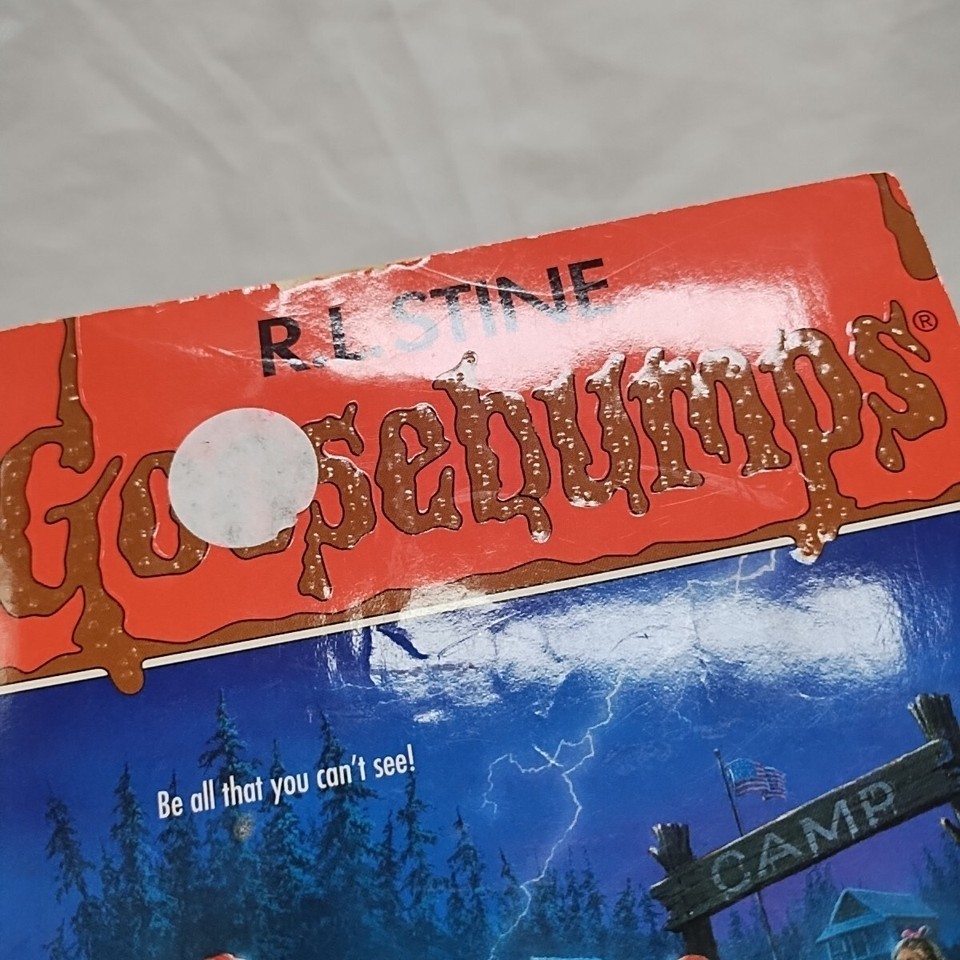 R.L. STINE
Goosebumps®
Be all that you can't see!
CAMP